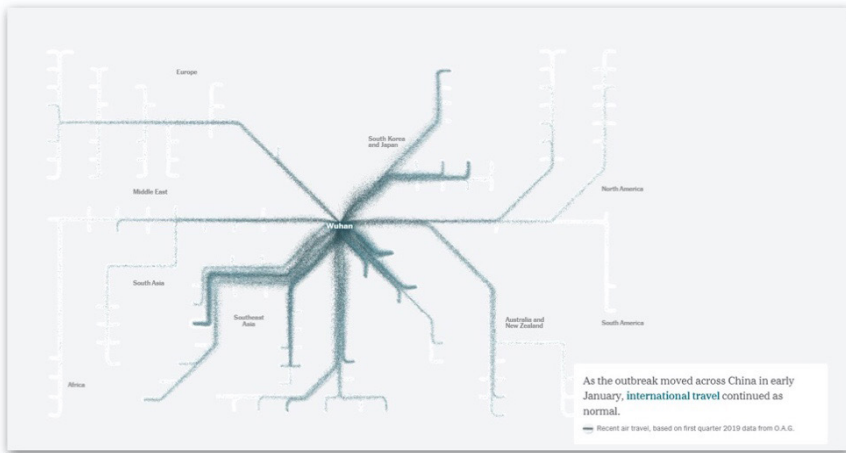 Europe
South Korea
and Japan
Middle East
North America
Wuhan
South Asia
Southeast
Asia
Australia and
New Zealand
South America
Africa
As the outbreak moved across China in early
January, international travel continued as
normal.
Recent air travel, based on first quarter 2019 data from O.A.G.